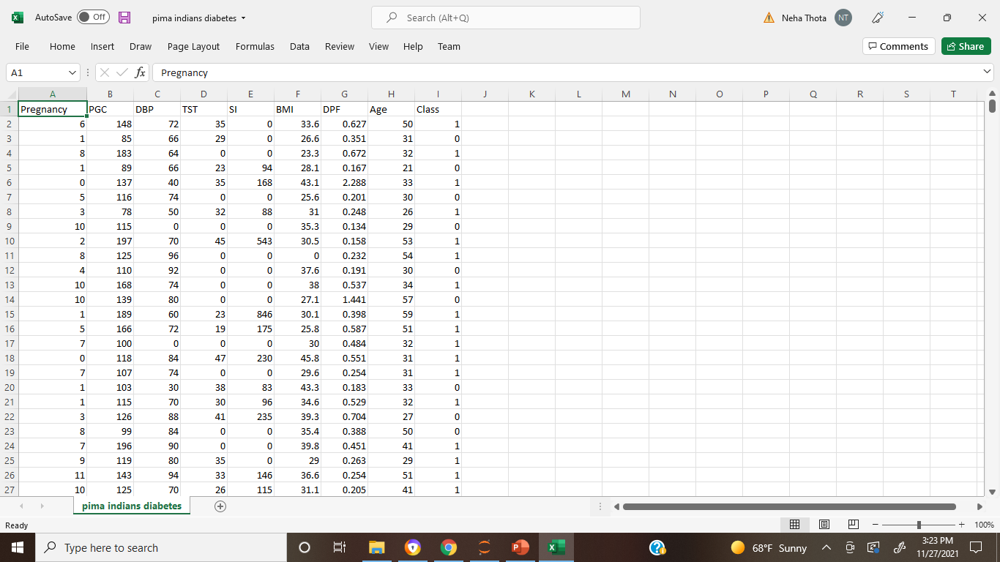 AutoSave Off pima indians diabetes Search (Alt+Q) Neha Thota NT
File Home Insert Draw Page Layout Formulas Data Review View Help Team Comments Share
A1 fx Pregnancy
A B C D E F G H I J K L M N O P Q R S T
1 Pregnancy PGC DBP TST SI BMI DPF Age Class
2 6 148 72 35 0 33.6 0.627 50 1
3 1 85 66 29 0 26.6 0.351 31 0
4 8 183 64 0 0 23.3 0.672 32 1
5 1 89 66 23 94 28.1 0.167 21 0
6 0 137 40 35 168 43.1 2.288 33 1
7 5 116 74 0 0 25.6 0.201 30 0
8 3 78 50 32 88 31 0.248 26 1
9 10 115 0 0 0 35.3 0.134 29 0
10 2 197 70 45 543 30.5 0.158 53 1
11 8 125 96 0 0 0 0.232 54 1
12 4 110 92 0 0 37.6 0.191 30 0
13 10 168 74 0 0 38 0.537 34 1
14 10 139 80 0 0 27.1 1.441 57 0
15 1 189 60 23 846 30.1 0.398 59 1
16 5 166 72 19 175 25.8 0.587 51 1
17 7 100 0 0 0 30 0.484 32 1
18 0 118 84 47 230 45.8 0.551 31 1
19 7 107 74 0 0 29.6 0.254 31 1
20 1 103 30 38 83 43.3 0.183 33 0
21 1 115 70 30 96 34.6 0.529 32 1
22 3 126 88 41 235 39.3 0.704 27 0
23 8 99 84 0 0 35.4 0.388 50 0
24 7 196 90 0 0 39.8 0.451 41 1
25 9 119 80 35 0 29 0.263 29 1
26 11 143 94 33 146 36.6 0.254 51 1
27 10 125 70 26 115 31.1 0.205 41 1
pima indians diabetes
Ready 100%
Type here to search 68°F Sunny 3:23 PM
11/27/2021